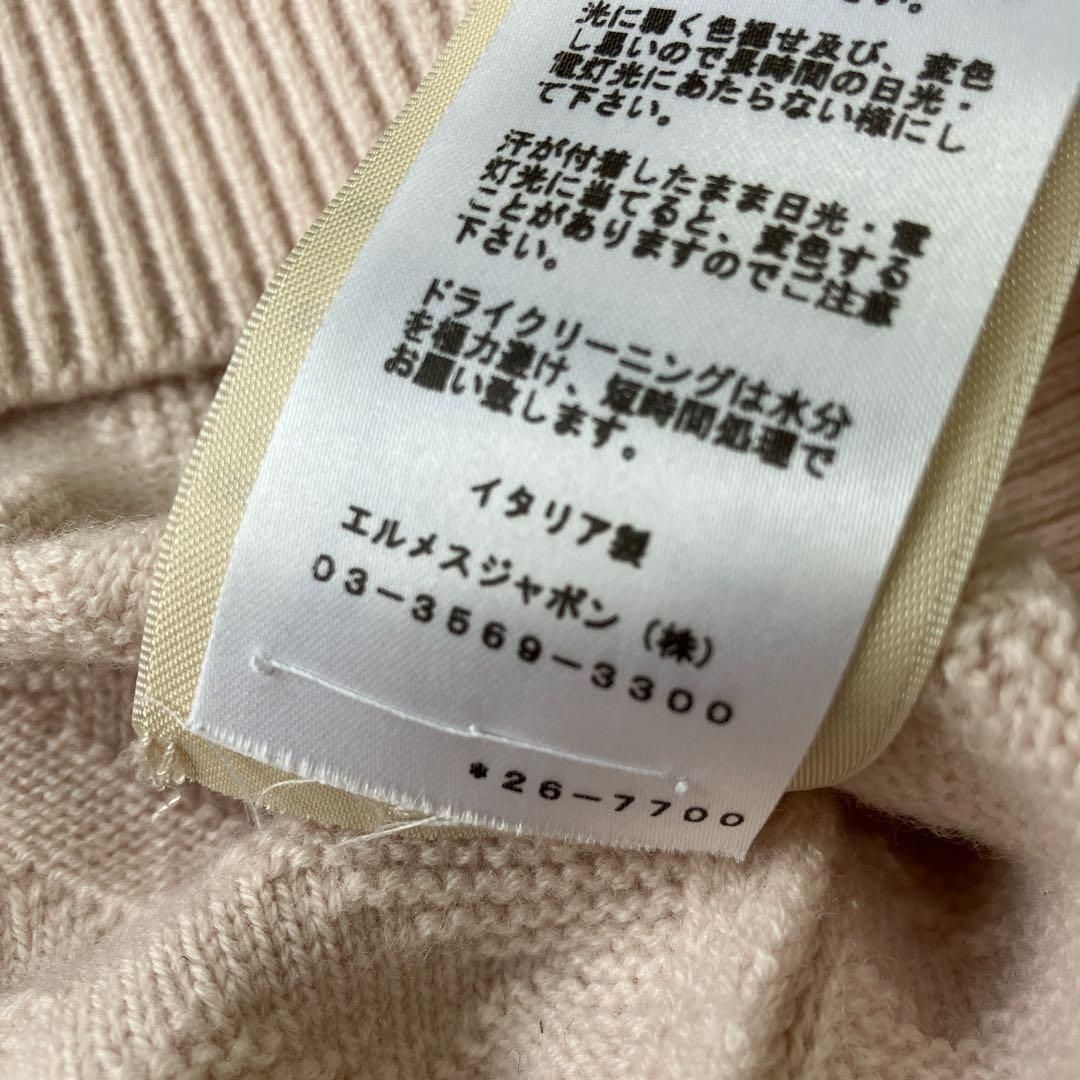 い。
光に弱く色褪せ及び、変色
し易いので長時間の日光・
電灯光にあたらない様にし
て下さい。
汗が付着したまま日光・電
灯光に当てると、変色する
ことがありますのでご注意
下さい。
ドライクリーニングは水分
を極力避け、短時間処理で
お願い致します。
イタリア製
エルメスジャポン（株）
03-3569-3300
*26-7700